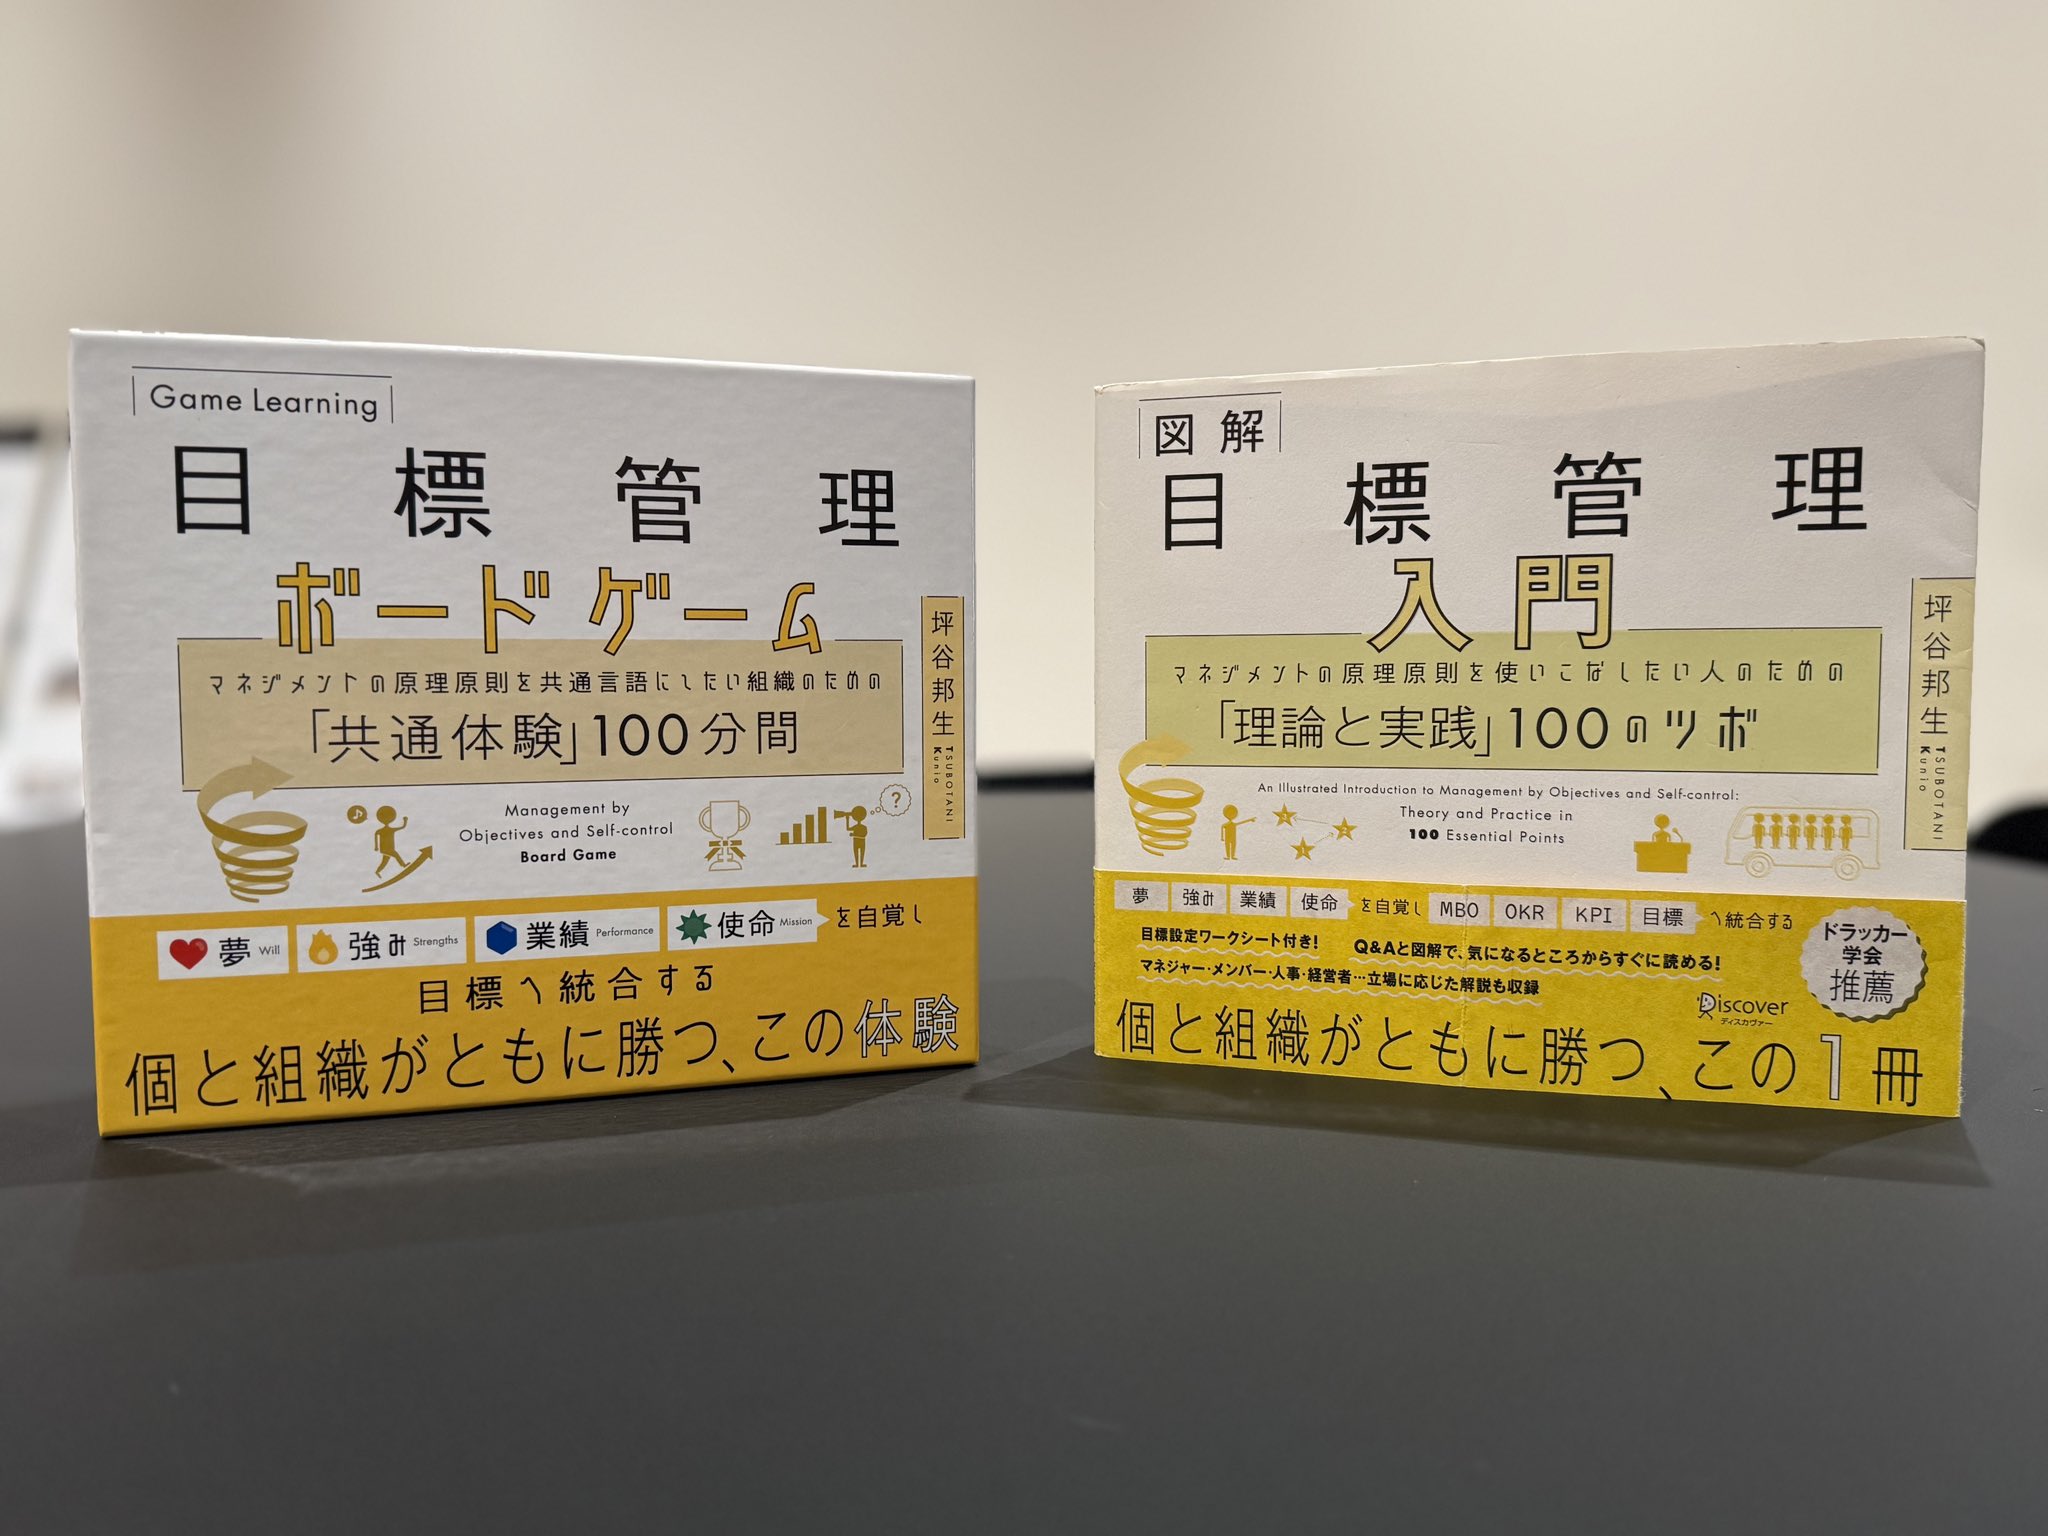 Game Learning
目標管理
ボードゲーム
マネジメントの原理原則を共通言語にしたい組織のための
「共通体験」100分間
坪谷邦生
TSUBOTANI
Kunio
?
Management by
Objectives and Self-control
Board Game
夢 Will 強み Strengths 業績 Performance 使命 Mission を自覚し
目標へ統合する
個と組織がともに勝つ、この体験
図解
目標管理
入門
マネジメントの原理原則を使いこなしたい人のための
「理論と実践」100のツボ
坪谷邦生
TSUBOTANI
Kunio
An Illustrated Introduction to Management by Objectives and Self-control:
Theory and Practice in
100 Essential Points
夢 強み 業績 使命 を自覚し MBO OKR KPI 目標 へ統合する
目標設定ワークシート付き! Q&Aと図解で、気になるところからすぐに読める!
マネジャー・メンバー・人事・経営者…立場に応じた解説も収録
ドラッカー
学会
推薦
Discover
ディスカヴァー
個と組織がともに勝つ、この1冊